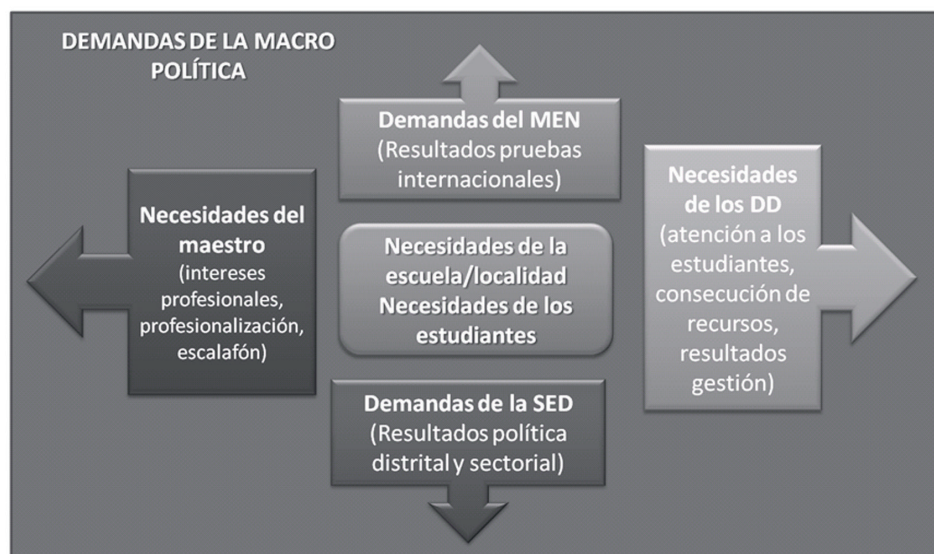 DEMANDAS DE LA MACRO
POLÍTICA
Demandas del MEN
(Resultados pruebas
internacionales)
Necesidades del
maestro
(intereses
profesionales,
profesionalización,
escalafón)
Necesidades de la
escuela/localidad
Necesidades de los
estudiantes
Necesidades
de los DD
(atención a los
estudiantes,
consecución de
recursos,
resultados
gestión)
Demandas de la SED
(Resultados política
distrital y sectorial)